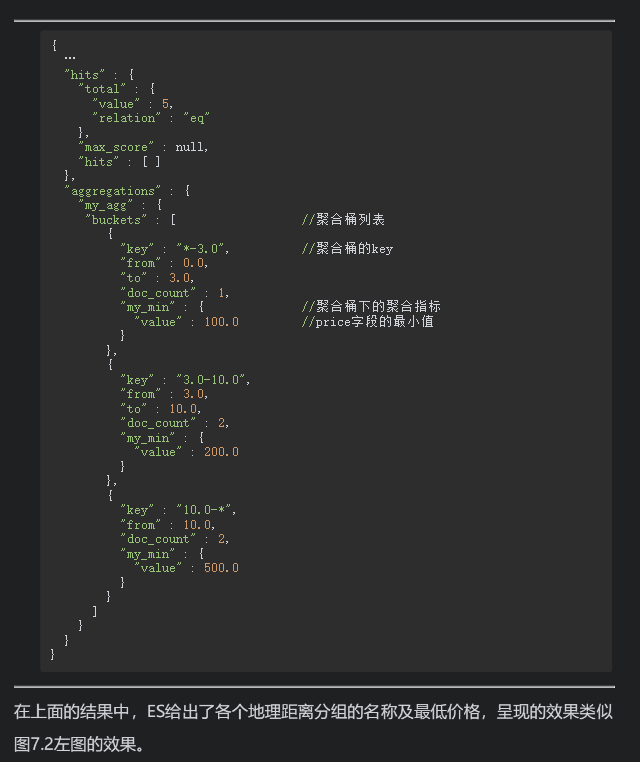 {
  …
  "hits" : {
    "total" : {
      "value" : 5,
      "relation" : "eq"
    },
    "max_score" : null,
    "hits" : [ ]
  },
  "aggregations" : {
    "my_agg" : {
     "buckets" : [                  //聚合桶列表
        {
          "key" : "*-3.0",          //聚合桶的key
          "from" : 0.0,
          "to" : 3.0,
          "doc_count" : 1,
          "my_min" : {              //聚合桶下的聚合指标
            "value" : 100.0         //price字段的最小值
          }
        },
        {
          "key" : "3.0-10.0",
          "from" : 3.0,
          "to" : 10.0,
          "doc_count" : 2,
          "my_min" : {
            "value" : 200.0
          }
        },
        {
          "key" : "10.0-*",
          "from" : 10.0,
          "doc_count" : 2,
          "my_min" : {
            "value" : 500.0
          }
        }
      ]
    }
  }
}
在上面的结果中，ES给出了各个地理距离分组的名称及最低价格，呈现的效果类似
图7.2左图的效果。